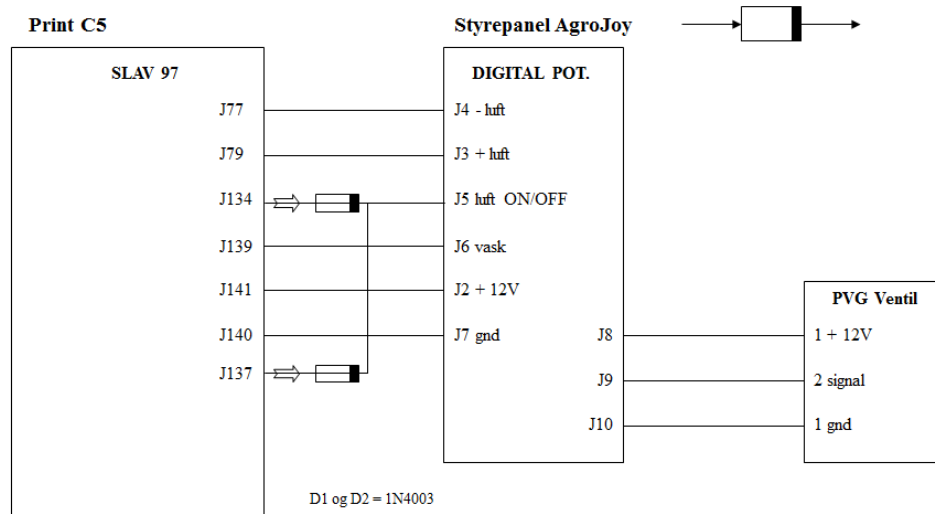 Print C5
Styrepanel AgroJoy
SLAV 97
DIGITAL POT.
J77
J4 - luft
J79
J3 + luft
J134
J5 luft ON/OFF
J139
J6 vask
J141
J2 + 12V
PVG Ventil
J140
J7 gnd
J8
1 + 12V
J137
J9
2 signal
J10
1 gnd
D1 og D2 = 1N4003